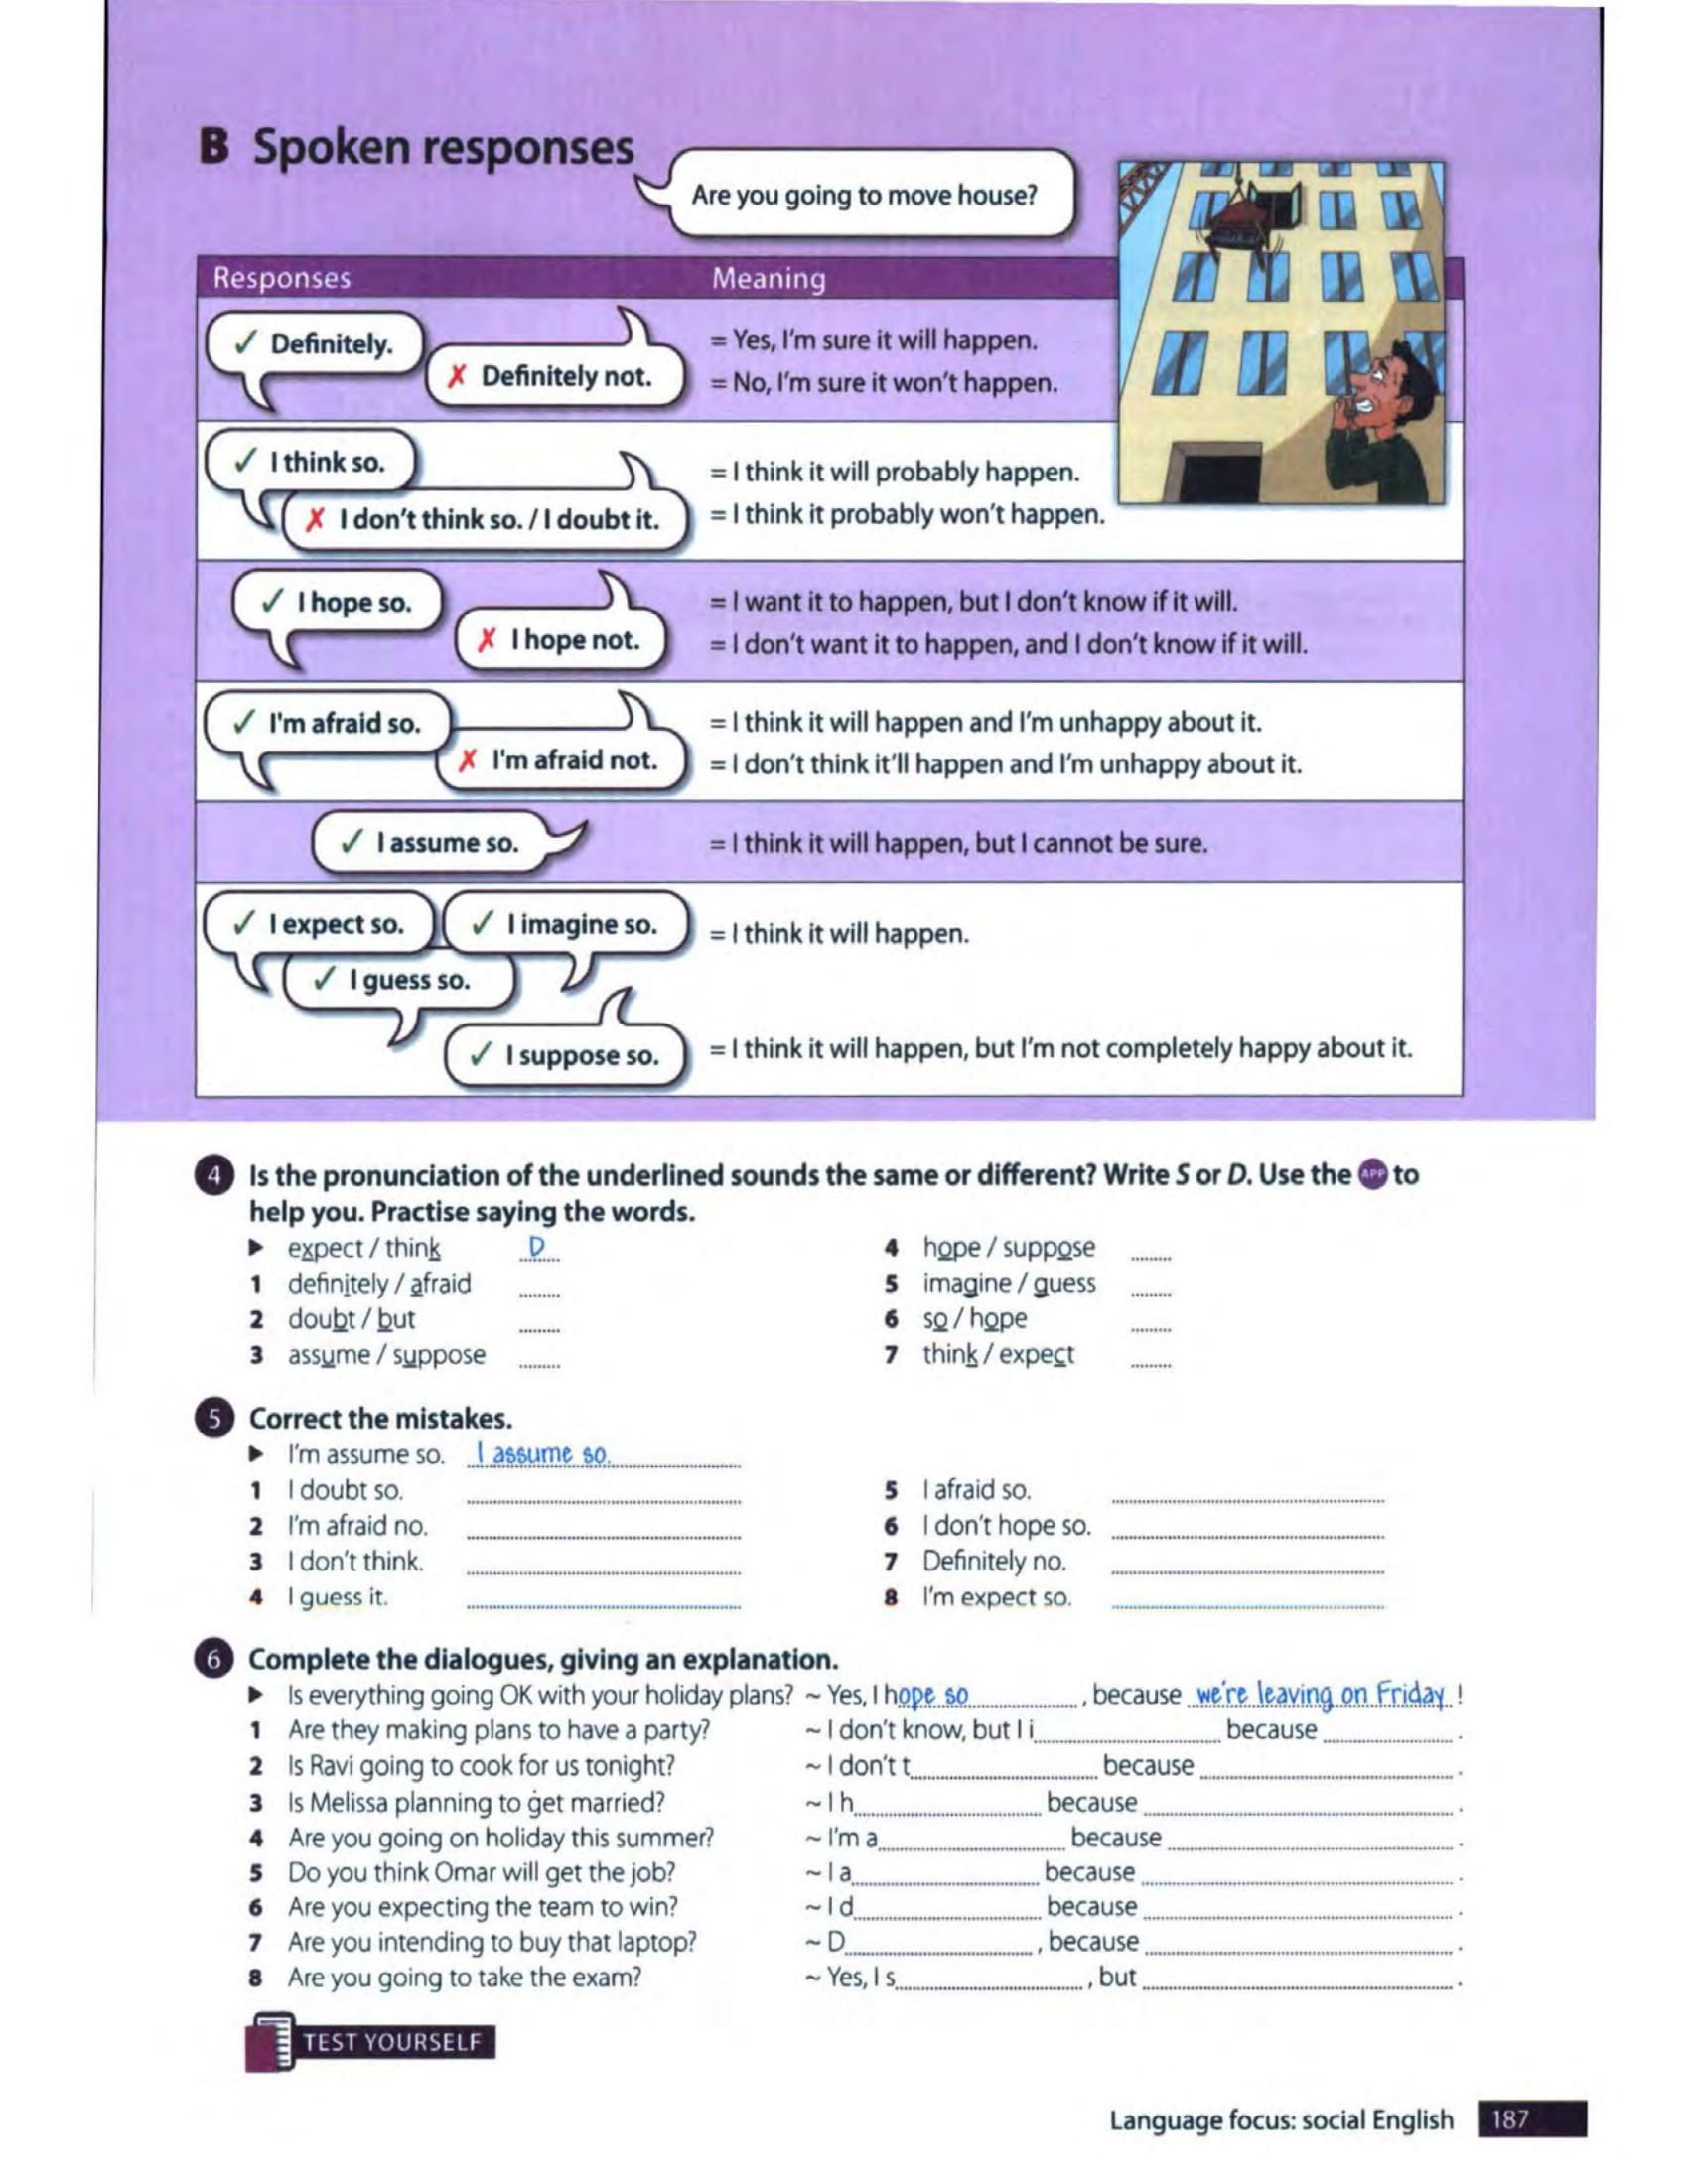 B Spoken responses
Are you going to move house?
Responses Meaning
✓ Definitely. = Yes, I'm sure it will happen.
✗ Definitely not. = No, I'm sure it won't happen.
✓ I think so. = I think it will probably happen.
✗ I don't think so. / I doubt it. = I think it probably won't happen.
✓ I hope so. = I want it to happen, but I don't know if it will.
✗ I hope not. = I don't want it to happen, and I don't know if it will.
✓ I'm afraid so. = I think it will happen and I'm unhappy about it.
✗ I'm afraid not. = I don't think it'll happen and I'm unhappy about it.
✓ I assume so. = I think it will happen, but I cannot be sure.
✓ I expect so. ✓ I imagine so. = I think it will happen.
✓ I guess so.
✓ I suppose so. = I think it will happen, but I'm not completely happy about it.
4 Is the pronunciation of the underlined sounds the same or different? Write S or D. Use the APP to
help you. Practise saying the words.
▶ expect / think D
1 definitely / afraid
2 doubt / but
3 assume / suppose
4 hope / suppose
5 imagine / guess
6 so / hope
7 think / expect
5 Correct the mistakes.
▶ I'm assume so. I assume so.
1 I doubt so.
2 I'm afraid no.
3 I don't think.
4 I guess it.
5 I afraid so.
6 I don't hope so.
7 Definitely no.
8 I'm expect so.
6 Complete the dialogues, giving an explanation.
▶ Is everything going OK with your holiday plans? ~ Yes, I hope so, because we're leaving on Friday!
1 Are they making plans to have a party? ~ I don't know, but I i because .
2 Is Ravi going to cook for us tonight? ~ I don't t because .
3 Is Melissa planning to get married? ~ I h because .
4 Are you going on holiday this summer? ~ I'm a because .
5 Do you think Omar will get the job? ~ I a because .
6 Are you expecting the team to win? ~ I d because .
7 Are you intending to buy that laptop? ~ D , because .
8 Are you going to take the exam? ~ Yes, I s , but .
TEST YOURSELF
Language focus: social English 187